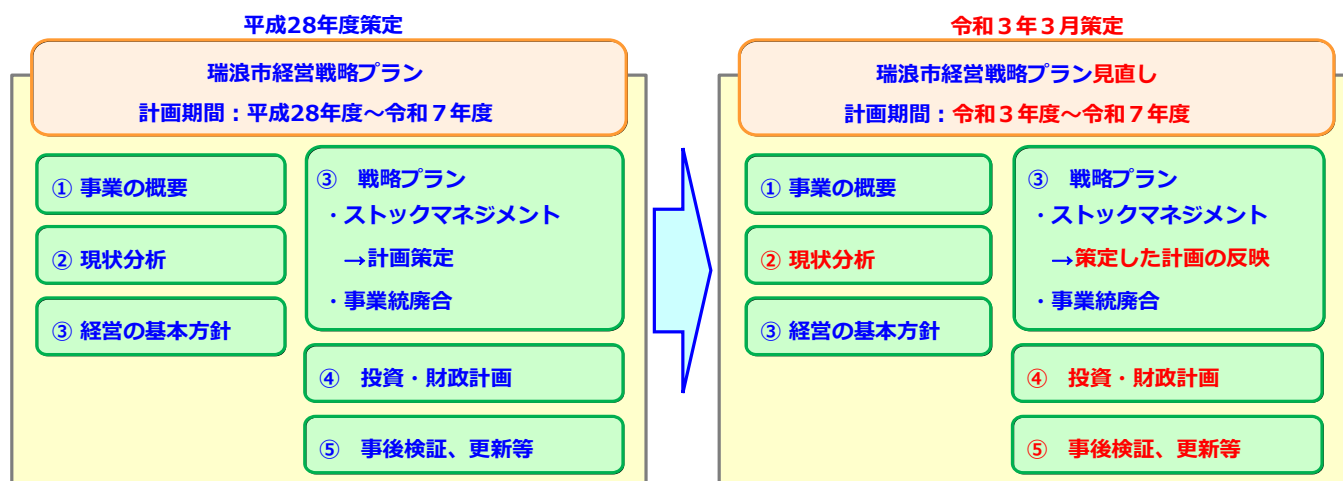 平成28年度策定
瑞浪市経営戦略プラン
計画期間：平成28年度～令和７年度
① 事業の概要
② 現状分析
③ 経営の基本方針
③　戦略プラン
・ストックマネジメント
→計画策定
・事業統廃合
④　投資・財政計画
⑤　事後検証、更新等
令和３年３月策定
瑞浪市経営戦略プラン見直し
計画期間：令和３年度～令和７年度
① 事業の概要
② 現状分析
③ 経営の基本方針
③　戦略プラン
・ストックマネジメント
→策定した計画の反映
・事業統廃合
④　投資・財政計画
⑤　事後検証、更新等